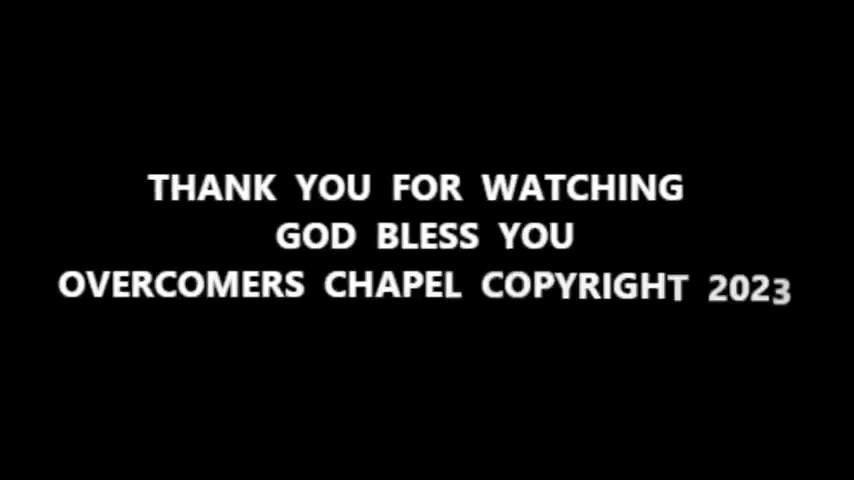 THANK YOU FOR WATCHING
GOD BLESS YOU
OVERCOMERS CHAPEL COPYRIGHT 2023